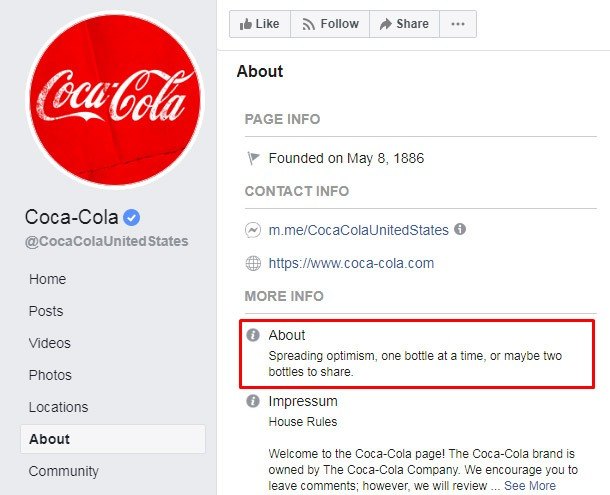 Like
Follow
Share
Coca-Cola
About
PAGE INFO
Founded on May 8, 1886
CONTACT INFO
Coca-Cola
@CocaColaUnitedStates
m.me/CocaColaUnitedStates
https://www.coca-cola.com
Home
Posts
Videos
Photos
Locations
About
Community
MORE INFO
About
Spreading optimism, one bottle at a time, or maybe two
bottles to share.
Impressum
House Rules
Welcome to the Coca-Cola page! The Coca-Cola brand is
owned by The Coca-Cola Company. We encourage you to
leave comments; however, we will review ... See More